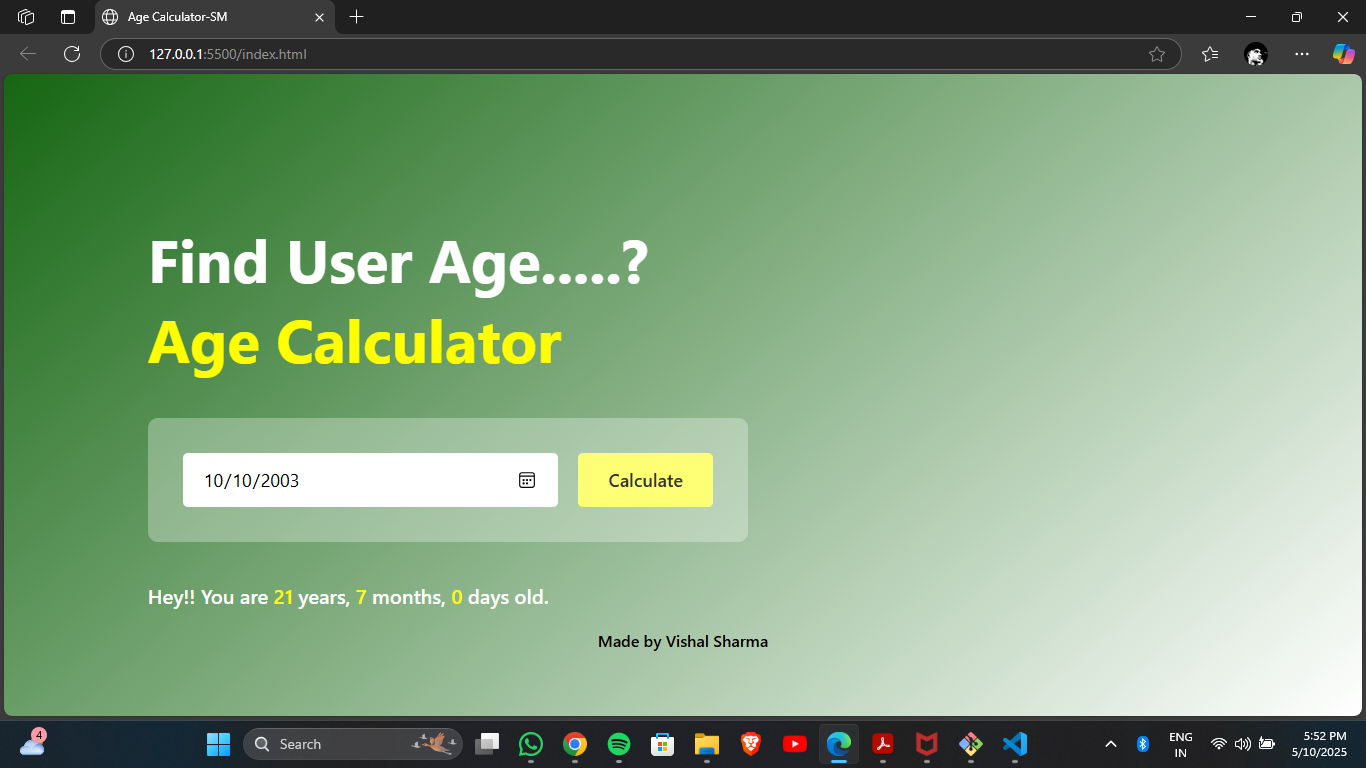 Age Calculator-SM
127.0.0.1:5500/index.html
Find User Age.....?
Age Calculator
10/10/2003
Calculate
Hey!! You are 21 years, 7 months, 0 days old.
Made by Vishal Sharma
4
Search
ENG
IN
5:52 PM
5/10/2025